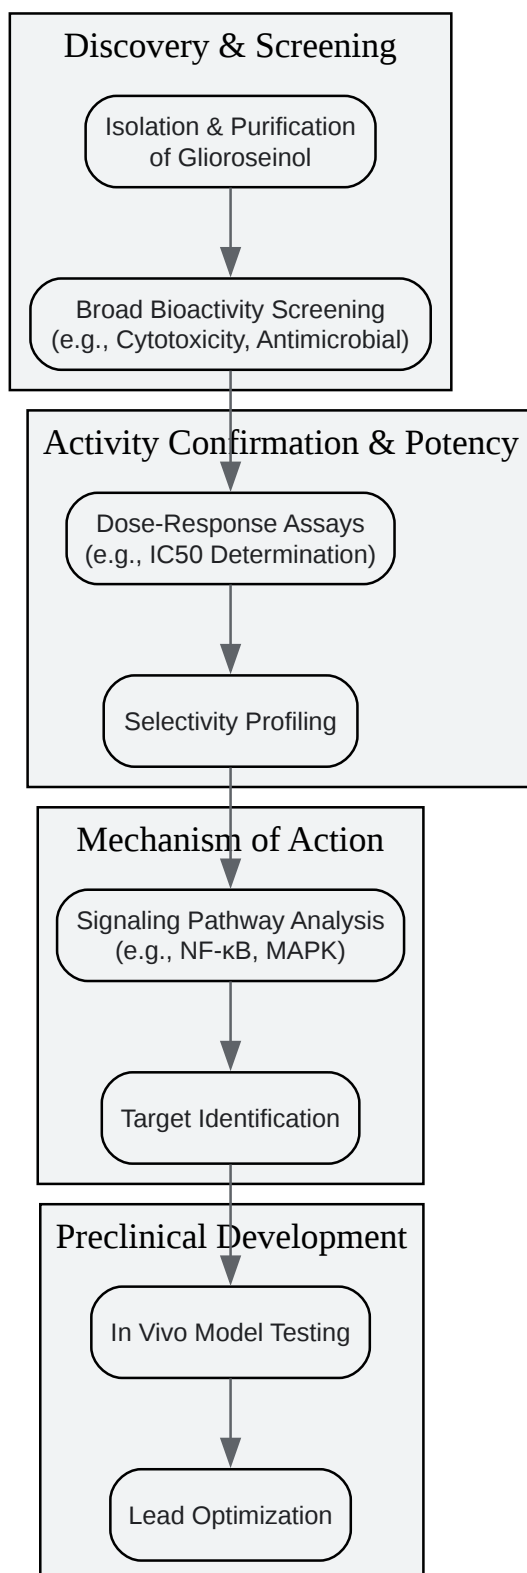 Discovery & Screening
Isolation & Purification
of Glioroseinol
Broad Bioactivity Screening
(e.g., Cytotoxicity, Antimicrobial)
Activity Confirmation & Potency
Dose-Response Assays
(e.g., IC50 Determination)
Selectivity Profiling
Mechanism of Action
Signaling Pathway Analysis
(e.g., NF-κB, MAPK)
Target Identification
Preclinical Development
In Vivo Model Testing
Lead Optimization